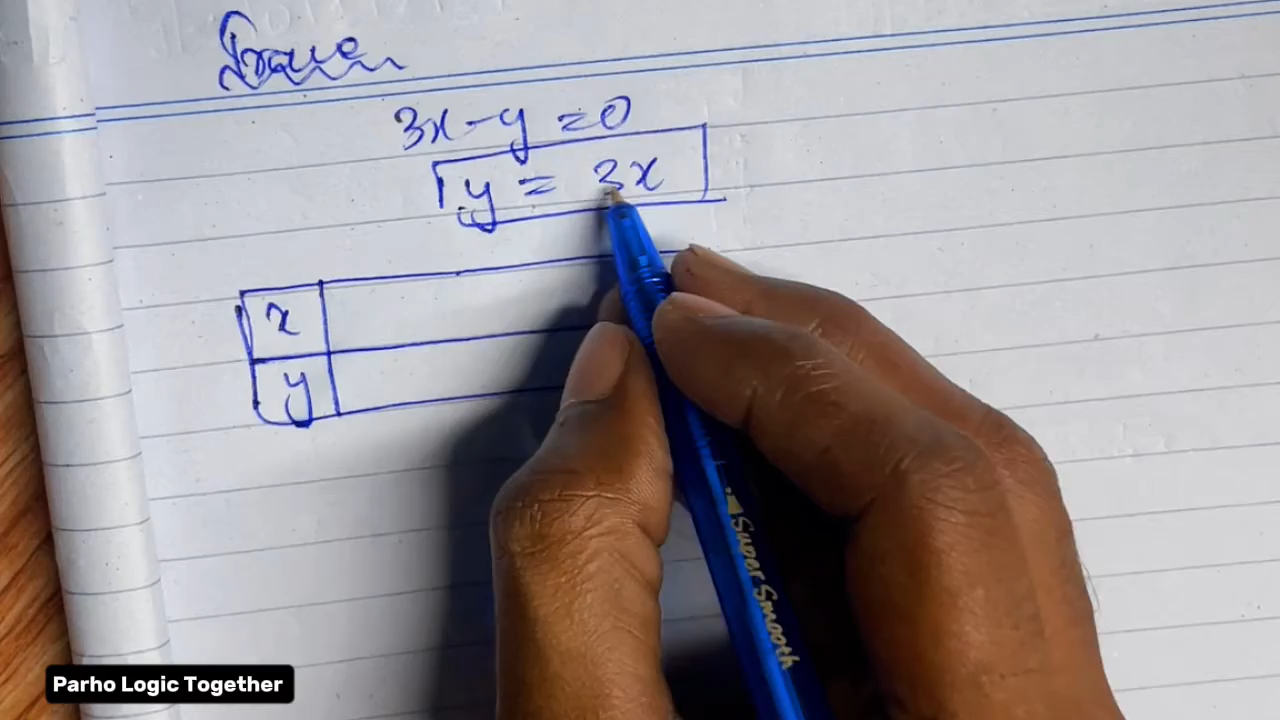 3x-y=0
y = 3x
x
y
Super Smooth
Parho Logic Together